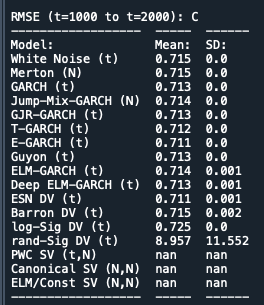 RMSE (t=1000 to t=2000): C
------------------  -----  ------
Model:              Mean:  SD:
White Noise (t)     0.715  0.0
Merton (N)          0.715  0.0
GARCH (t)           0.713  0.0
Jump-Mix-GARCH (N)  0.714  0.0
GJR-GARCH (t)       0.713  0.0
T-GARCH (t)         0.712  0.0
E-GARCH (t)         0.711  0.0
Guyon (t)           0.713  0.0
ELM-GARCH (t)       0.714  0.001
Deep ELM-GARCH (t)  0.713  0.001
ESN DV (t)          0.711  0.001
Barron DV (t)       0.715  0.002
log-Sig DV (t)      0.725  0.0
rand-Sig DV (t)     8.957  11.552
PWC SV (t,N)        nan    nan
Canonical SV (N,N)  nan    nan
ELM/Const SV (N,N)  nan    nan
------------------  -----  ------